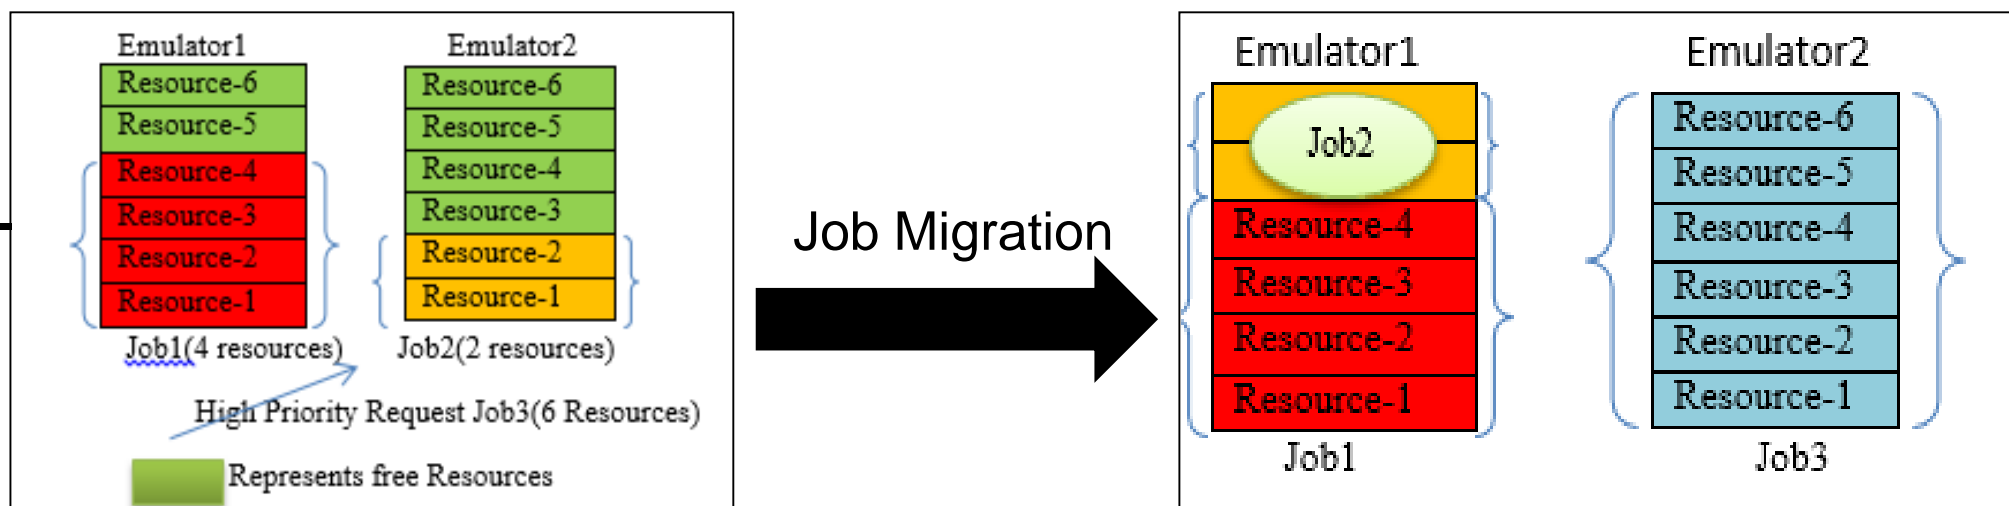 Emulator1
Resource-6
Resource-5
Resource-4
Resource-3
Resource-2
Resource-1
Job1(4 resources)
Emulator2
Resource-6
Resource-5
Resource-4
Resource-3
Resource-2
Resource-1
Job2(2 resources)
High Priority Request Job3(6 Resources)
Represents free Resources
Job Migration
Emulator1
Job2
Resource-4
Resource-3
Resource-2
Resource-1
Job1
Emulator2
Resource-6
Resource-5
Resource-4
Resource-3
Resource-2
Resource-1
Job3